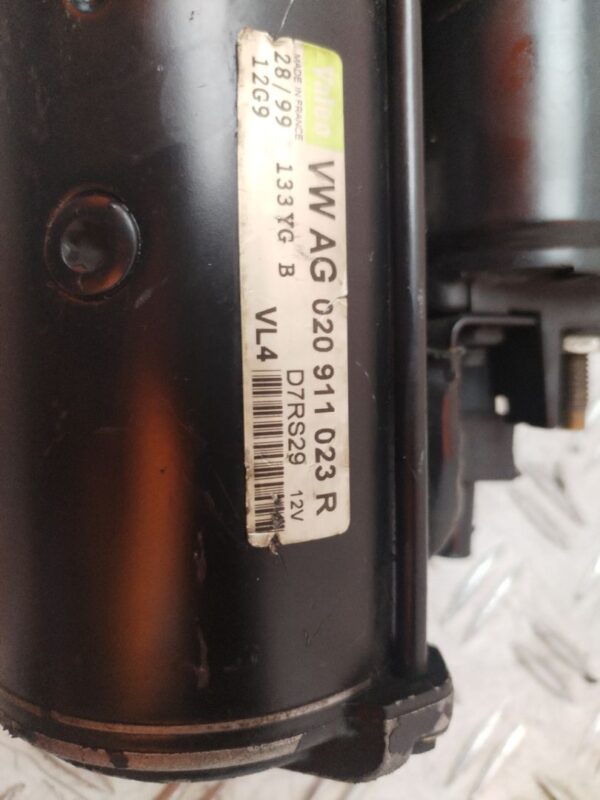 Valeo
MADE IN FRANCE
VW AG 020 911 023 R
28/99 133YG B D7RS29 12V
12G9 VL4